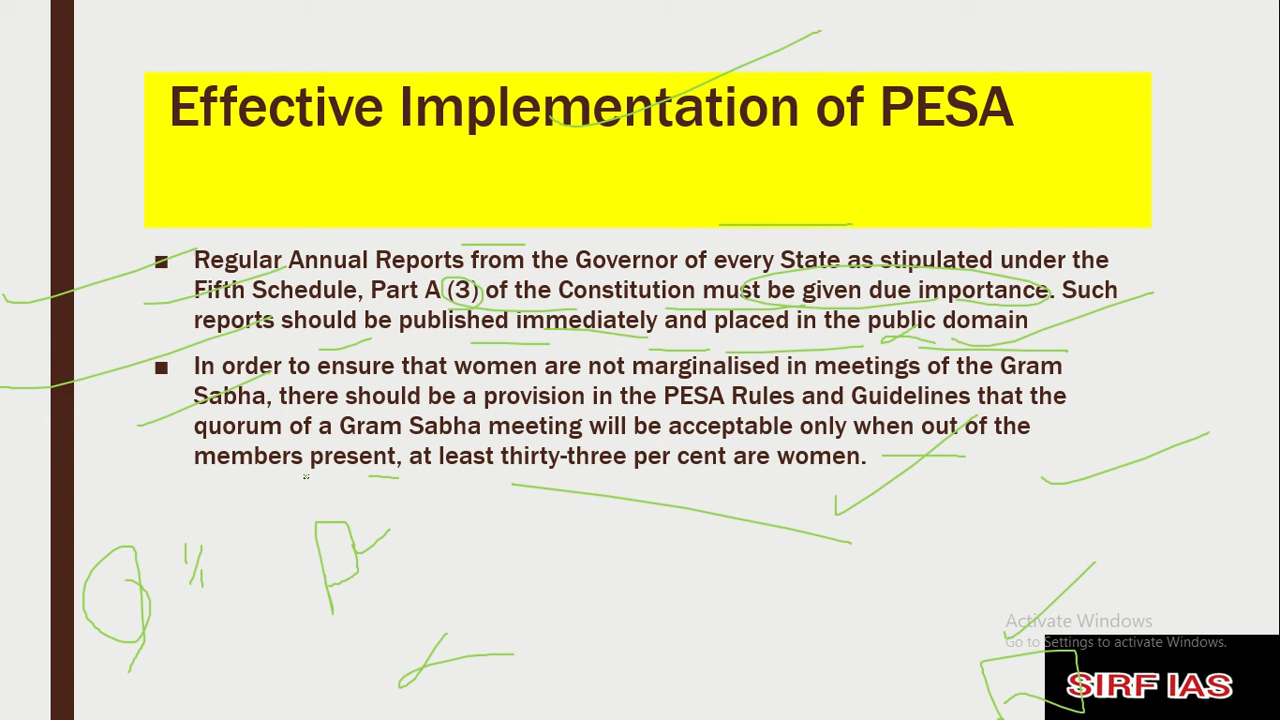 Effective Implementation of PESA
■ Regular Annual Reports from the Governor of every State as stipulated under the
Fifth Schedule, Part A (3) of the Constitution must be given due importance. Such
reports should be published immediately and placed in the public domain
■ In order to ensure that women are not marginalised in meetings of the Gram
Sabha, there should be a provision in the PESA Rules and Guidelines that the
quorum of a Gram Sabha meeting will be acceptable only when out of the
members present, at least thirty-three per cent are women.
Activate Windows
Go to Settings to activate Windows.
SIRF IAS